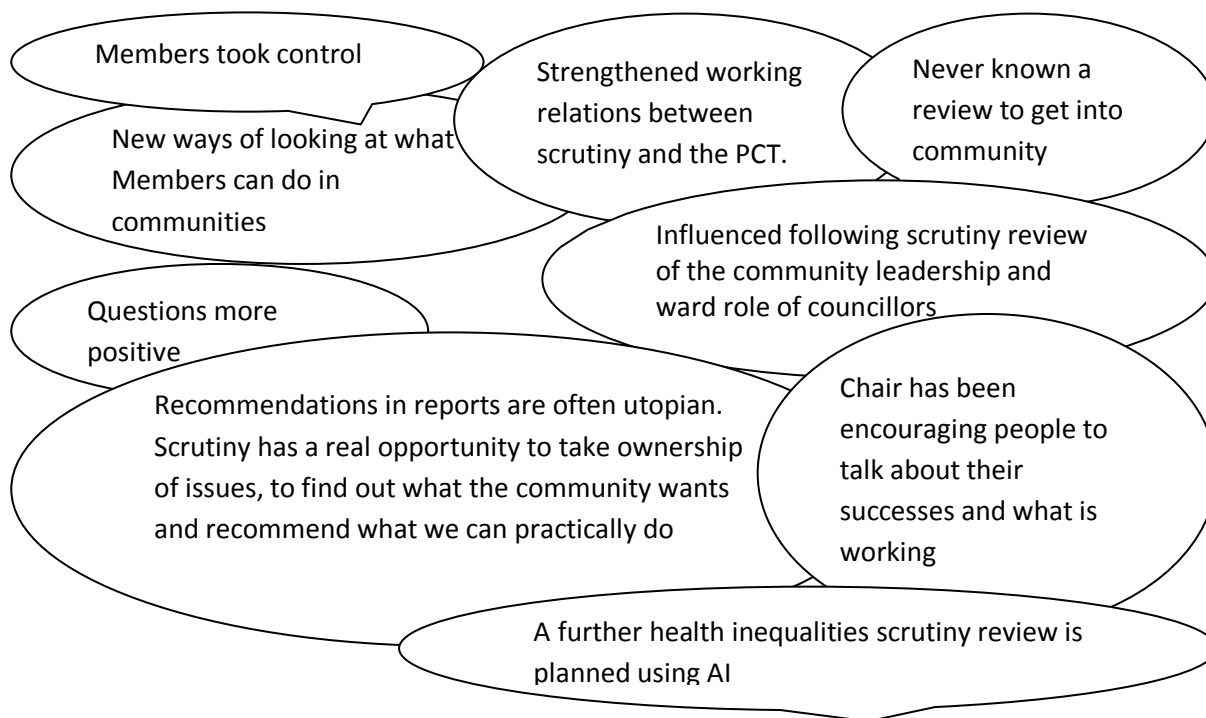 Members took control
New ways of looking at what
Members can do in
communities
Strengthened working
relations between
scrutiny and the PCT.
Never known a
review to get into
community
Influenced following scrutiny review
of the community leadership and
ward role of councillors
Questions more
positive
Recommendations in reports are often utopian.
Scrutiny has a real opportunity to take ownership
of issues, to find out what the community wants
and recommend what we can practically do
Chair has been
encouraging people to
talk about their
successes and what is
working
A further health inequalities scrutiny review is
planned using AI